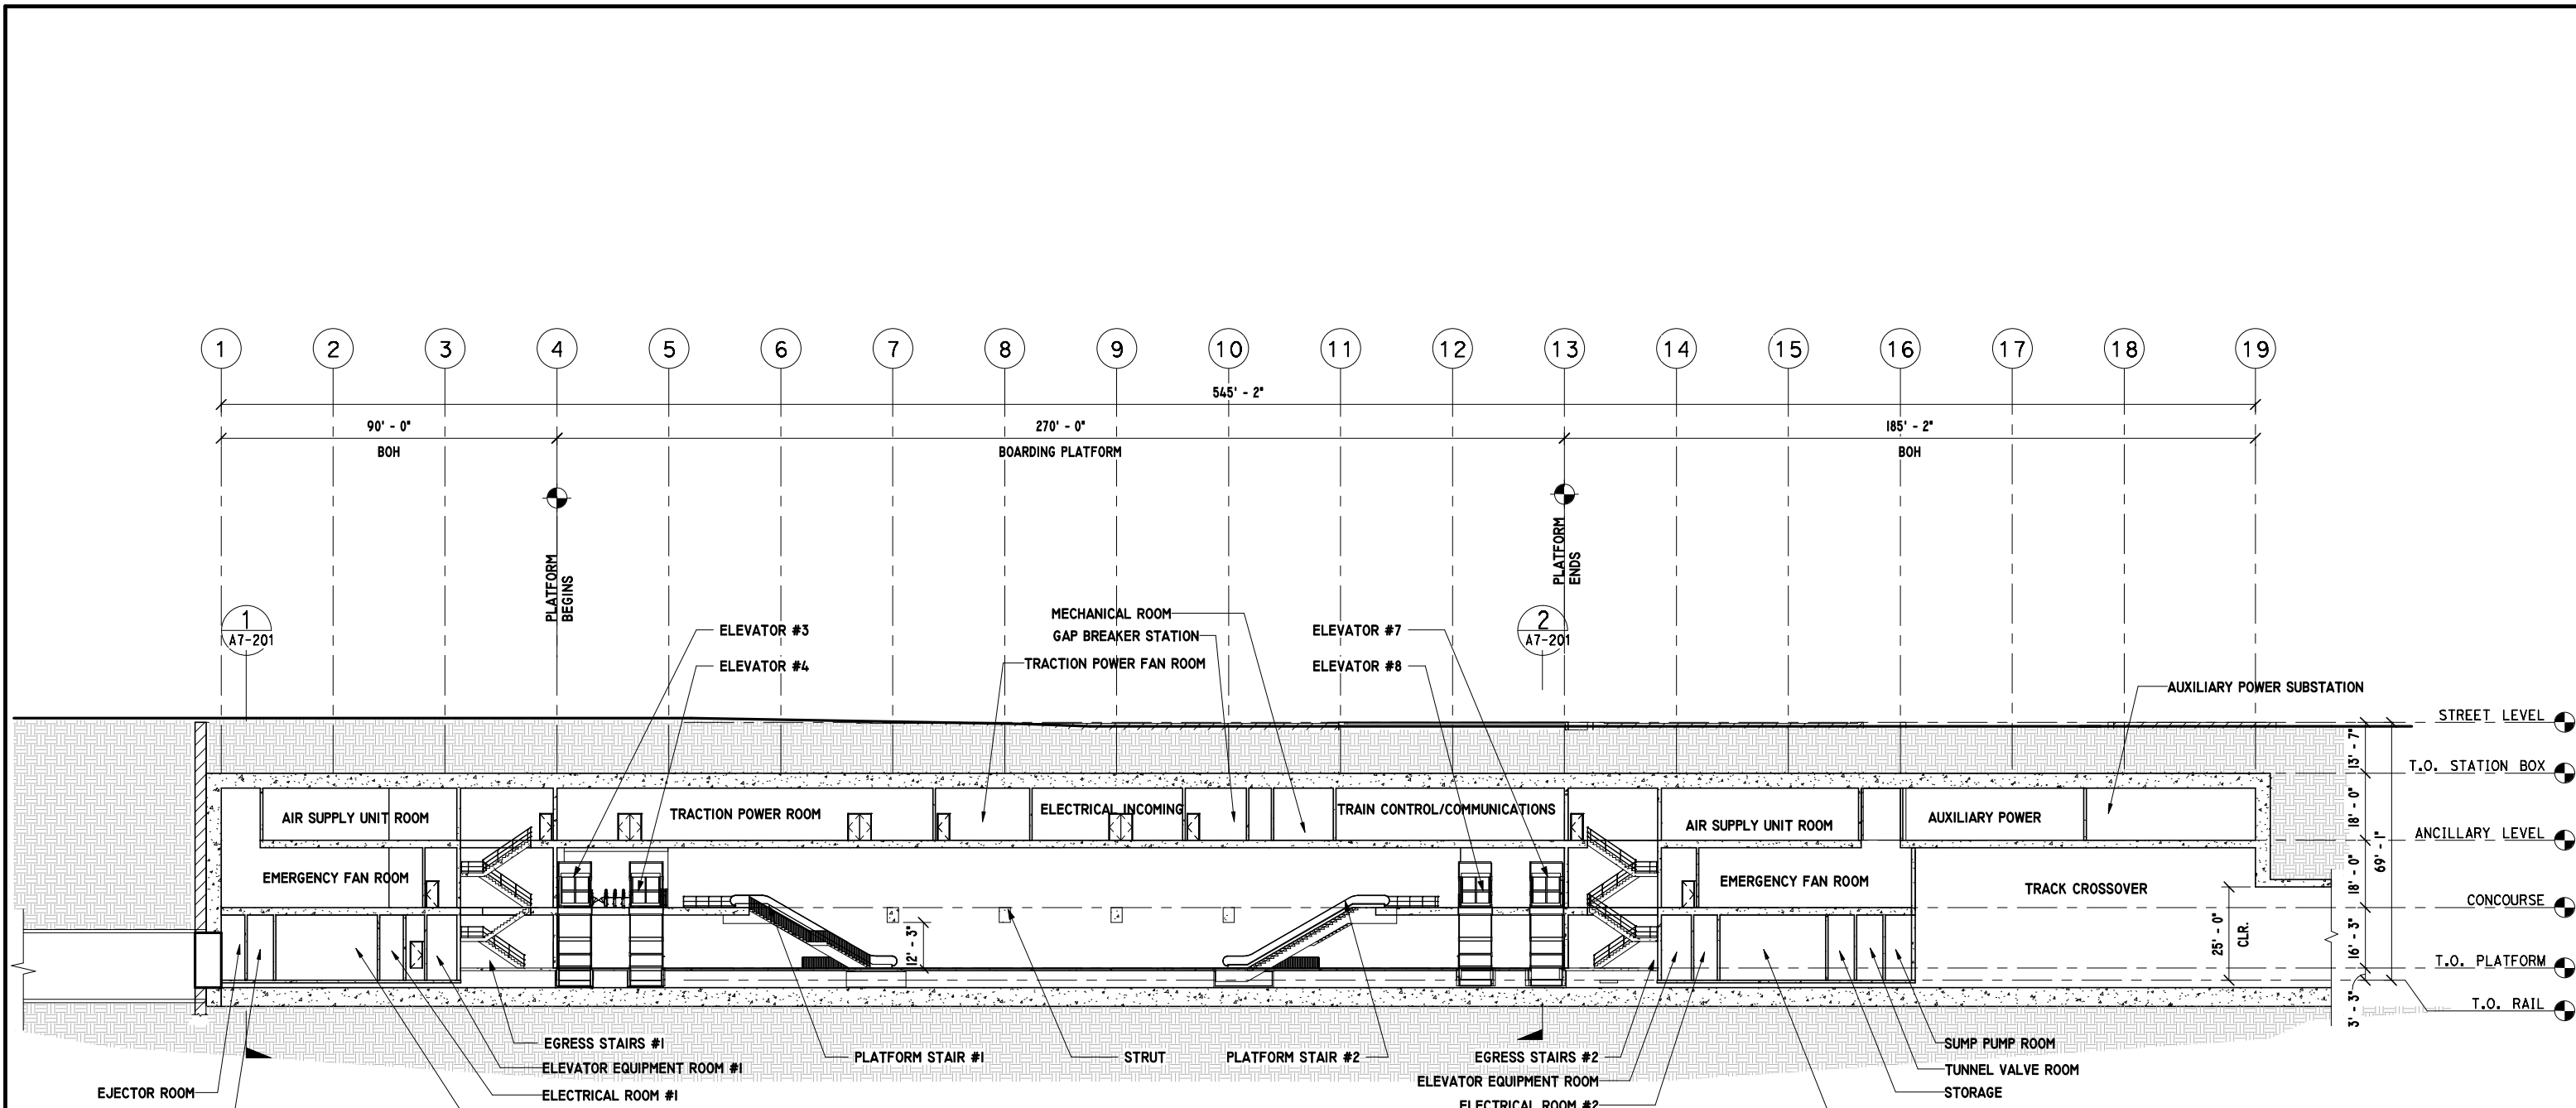 1 2 3 4 5 6 7 8 9 10 11 12 13 14 15 16 17 18 19
545' - 2"
90' - 0" 270' - 0" 185' - 2"
BOH BOARDING PLATFORM BOH
PLATFORM
BEGINS
PLATFORM
ENDS
1
A7-201
2
A7-201
ELEVATOR #3
ELEVATOR #4
MECHANICAL ROOM
GAP BREAKER STATION
TRACTION POWER FAN ROOM
ELEVATOR #7
ELEVATOR #8
AUXILIARY POWER SUBSTATION
STREET LEVEL
T.O. STATION BOX
ANCILLARY LEVEL
CONCOURSE
T.O. PLATFORM
T.O. RAIL
13' - 7"
18' - 0"
18' - 0"
16' - 3"
3' - 3"
69' - 1"
AIR SUPPLY UNIT ROOM
TRACTION POWER ROOM
ELECTRICAL INCOMING
TRAIN CONTROL/COMMUNICATIONS
AIR SUPPLY UNIT ROOM
AUXILIARY POWER
EMERGENCY FAN ROOM
EMERGENCY FAN ROOM
TRACK CROSSOVER
12' - 3"
25' - 0"
CLR.
EGRESS STAIRS #1
ELEVATOR EQUIPMENT ROOM #1
ELECTRICAL ROOM #1
EJECTOR ROOM
PLATFORM STAIR #1
STRUT
PLATFORM STAIR #2
EGRESS STAIRS #2
ELEVATOR EQUIPMENT ROOM
ELECTRICAL ROOM #2
SUMP PUMP ROOM
TUNNEL VALVE ROOM
STORAGE